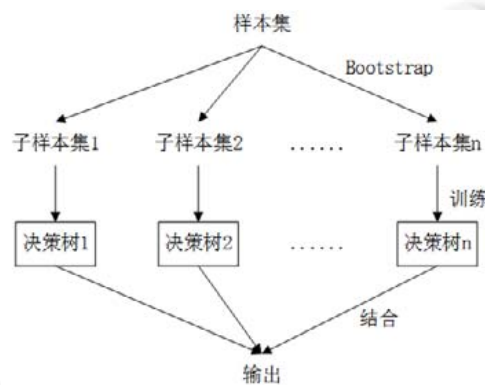 样本集
Bootstrap
子样本集1 子样本集2 ...... 子样本集n
训练
决策树1 决策树2 ...... 决策树n
结合
输出